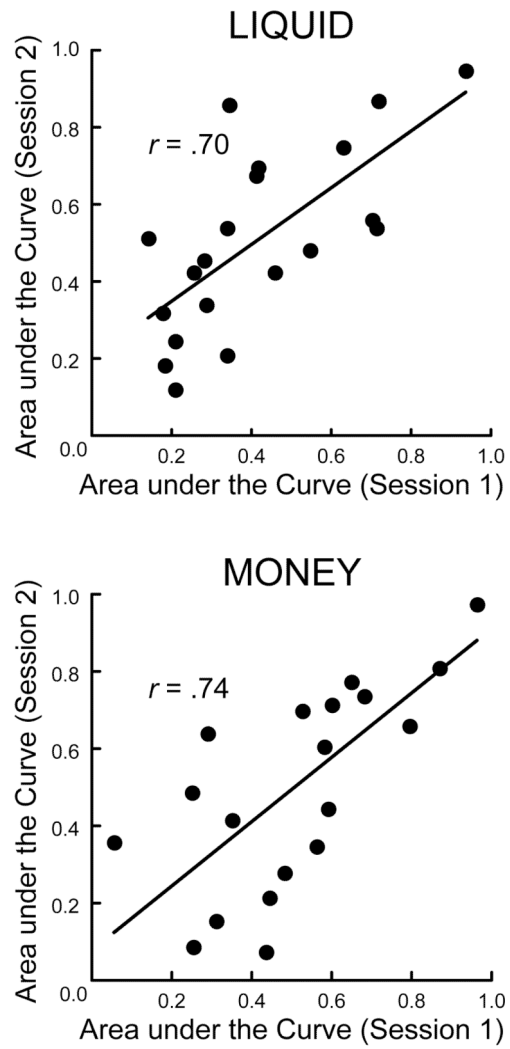 LIQUID
1.0
0.8
r = .70
0.6
0.4
0.2
0.0
0.2 0.4 0.6 0.8 1.0
Area under the Curve (Session 2)
Area under the Curve (Session 1)
MONEY
1.0
0.8
r = .74
0.6
0.4
0.2
0.0
0.2 0.4 0.6 0.8 1.0
Area under the Curve (Session 2)
Area under the Curve (Session 1)